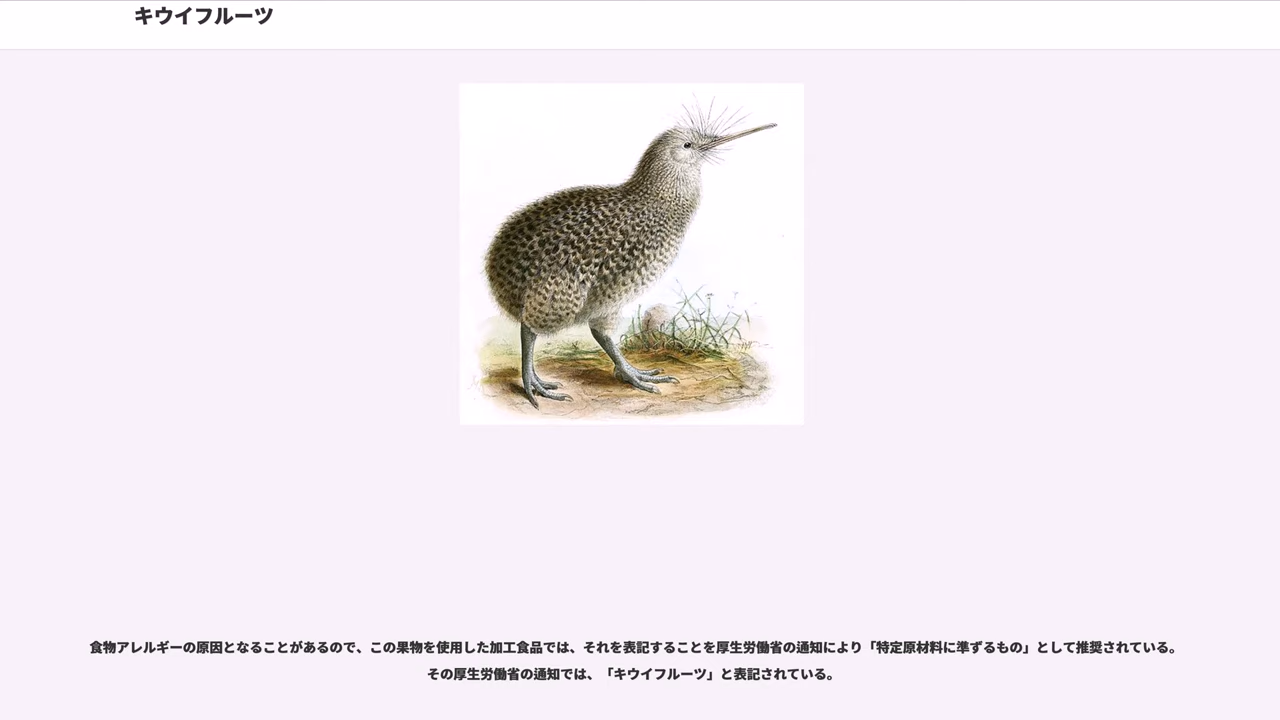 キウイフルーツ
食物アレルギーの原因となることがあるので、この果物を使用した加工食品では、それを表記することを厚生労働省の通知により「特定原材料に準ずるもの」として推奨されている。
その厚生労働省の通知では、「キウイフルーツ」と表記されている。